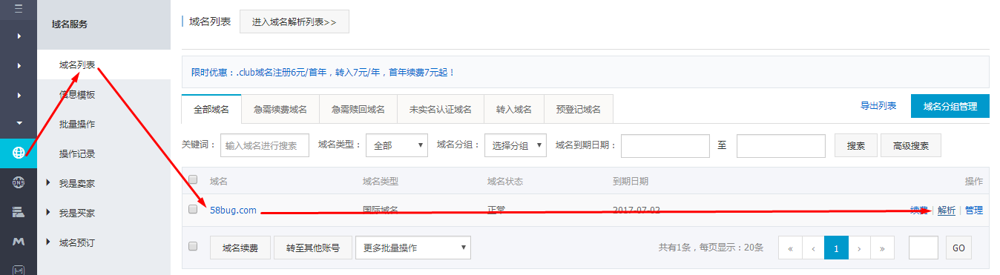 域名服务
域名列表
信息模板
批量操作
操作记录
我是卖家
我是买家
域名预订
DNS
域名列表 进入域名解析列表>>
限时优惠：.club域名注册6元/首年，转入7元/年，首年续费7元起！
全部域名 急需续费域名 急需赎回域名 未实名认证域名 转入域名 预登记域名 导出列表 域名分组管理
关键词： 输入域名进行搜索 域名类型： 全部 域名分组： 选择分组 域名到期日期： 至 搜索 高级搜索
域名 域名类型 域名状态 到期日期 操作
58bug.com 国际域名 正常 2017-07-02 续费 | 解析 | 管理
域名续费 转至其他账号 更多批量操作 共有1条，每页显示：20条 « ‹ 1 › » GO